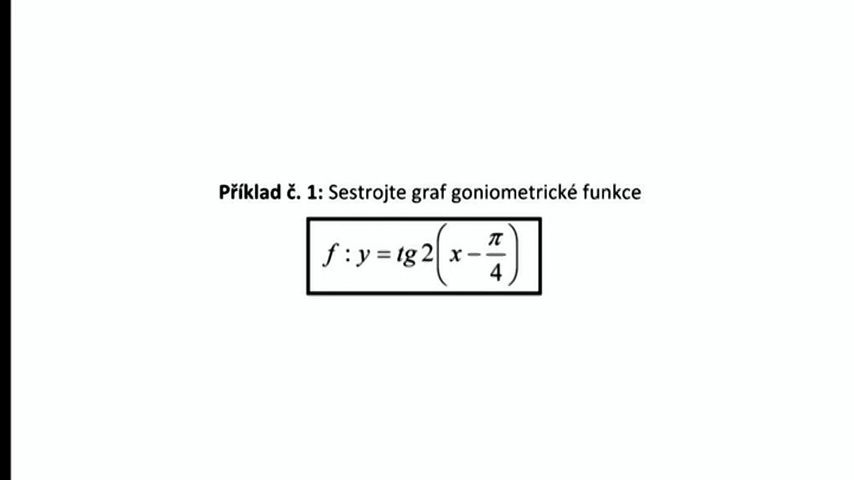 Příklad č. 1: Sestrojte graf goniometrické funkce
f : y = tg 2(x − π/4)